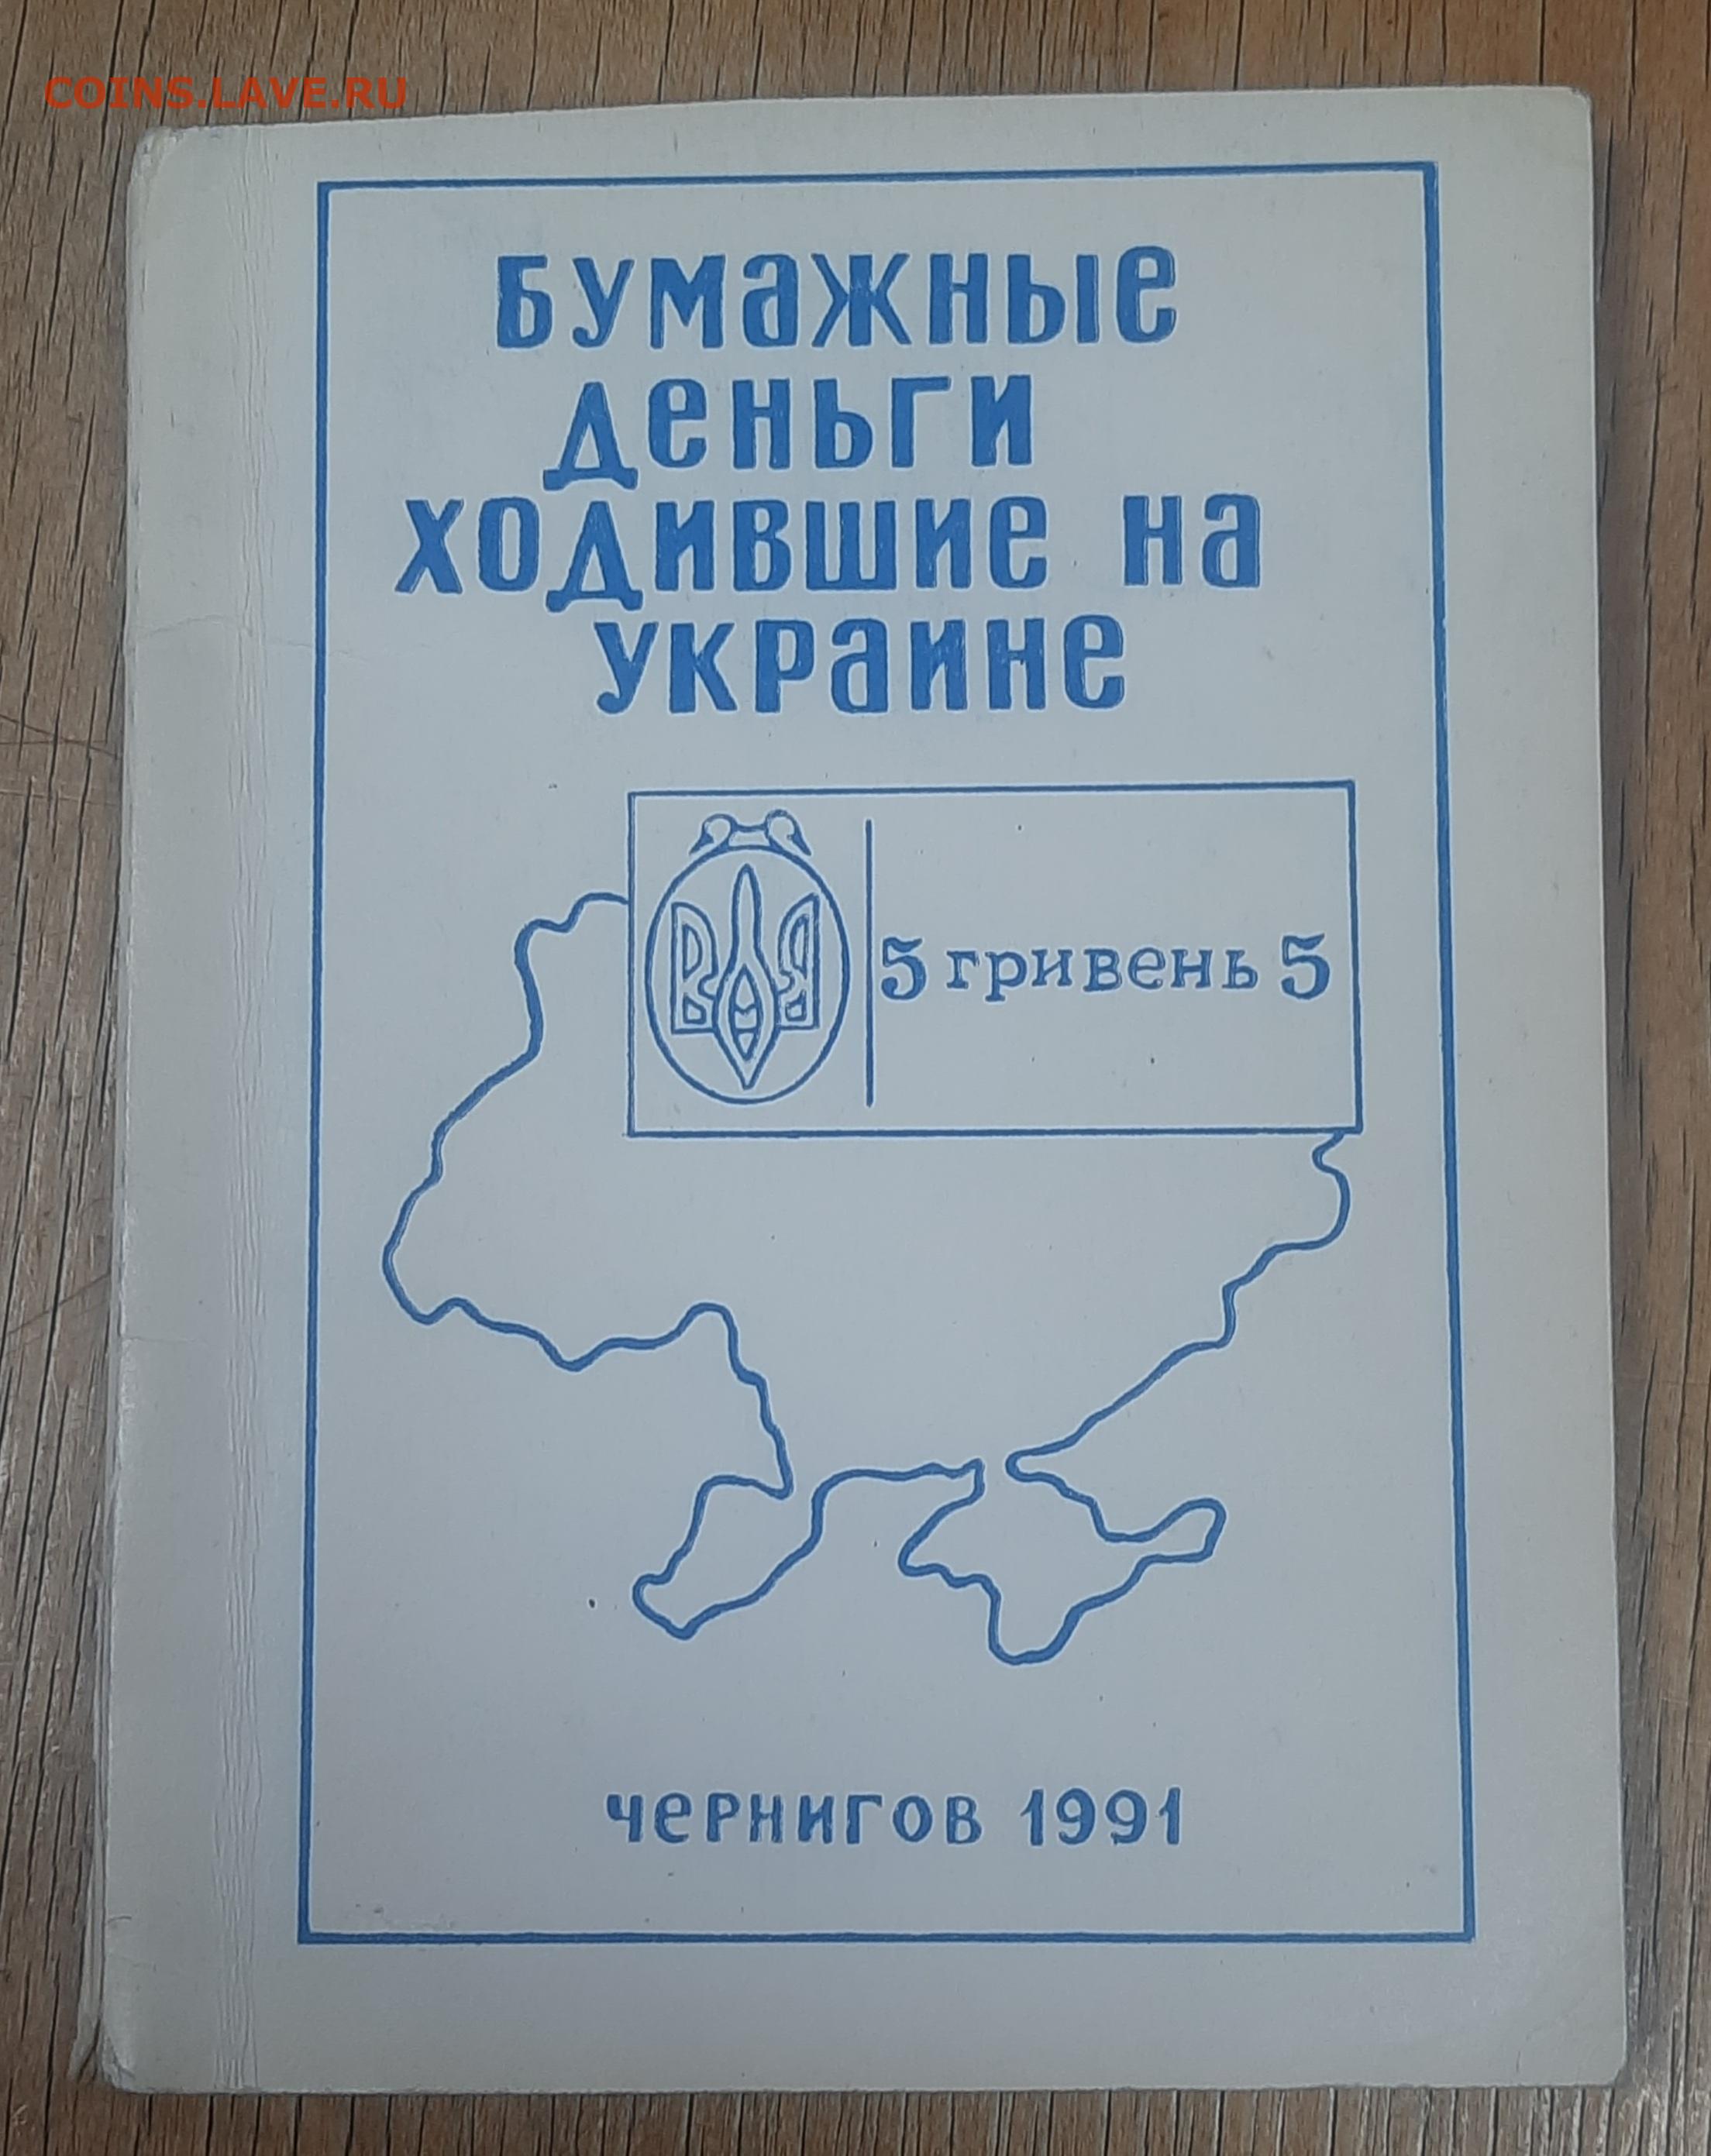 COINS.LAVE.RU
Бумажные
деньги
ходившие на
украине
5 гривень 5
чернигов 1991